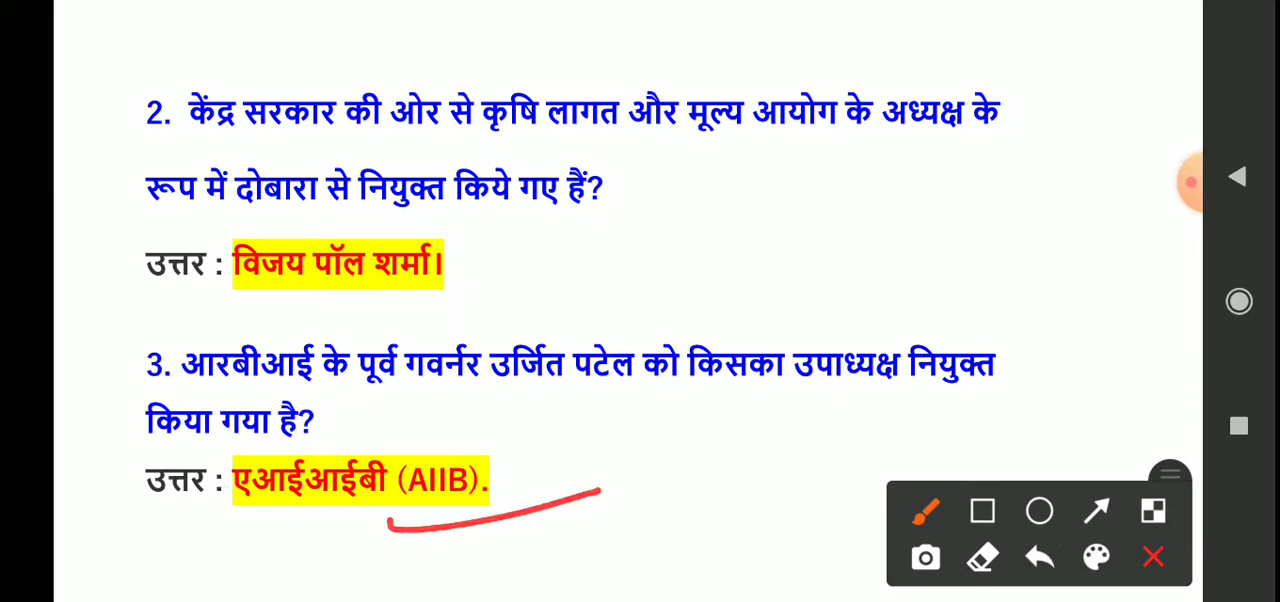 2. केंद्र सरकार की ओर से कृषि लागत और मूल्य आयोग के अध्यक्ष के
रूप में दोबारा से नियुक्त किये गए हैं?
उत्तर : विजय पॉल शर्मा।
3. आरबीआई के पूर्व गवर्नर उर्जित पटेल को किसका उपाध्यक्ष नियुक्त
किया गया है?
उत्तर : एआईआईबी (AIIB).